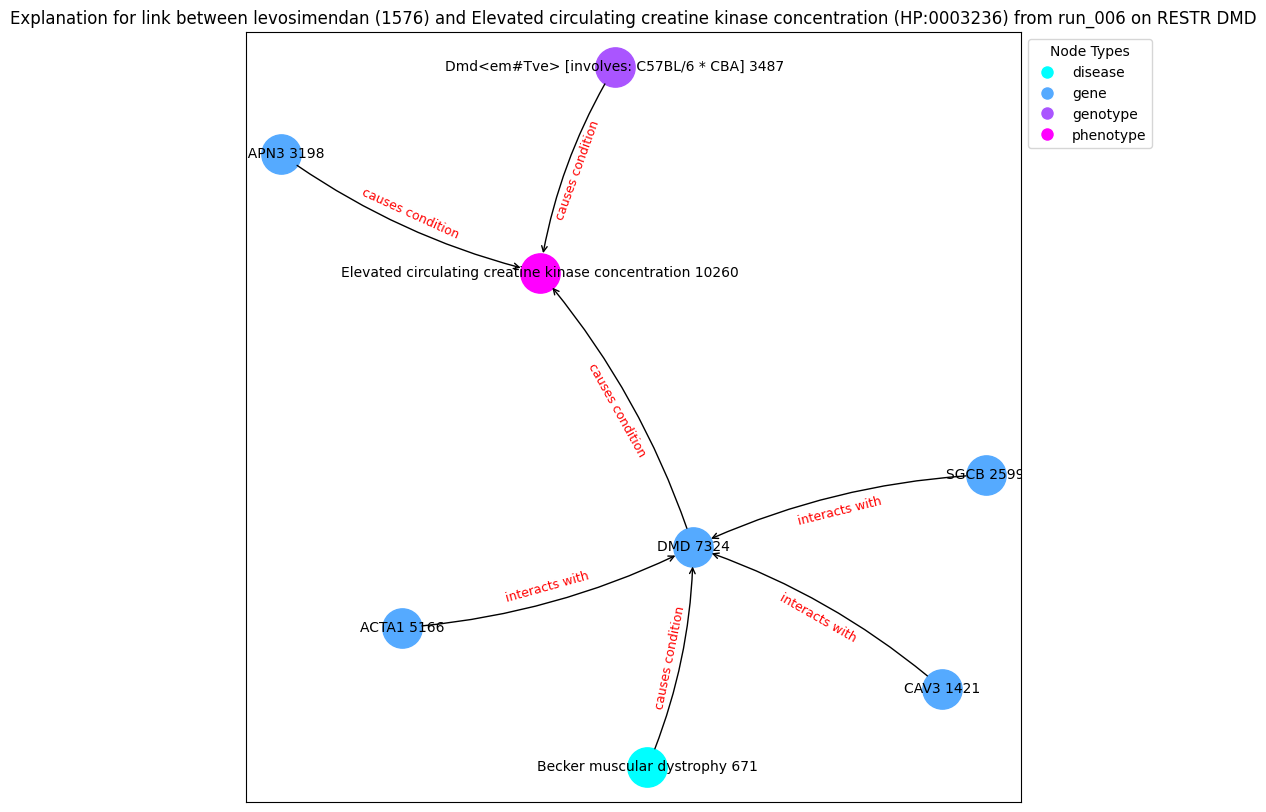 Explanation for link between levosimendan (1576) and Elevated circulating creatine kinase concentration (HP:0003236) from run_006 on RESTR DMD
Node Types
disease
gene
genotype
phenotype
Dmd<em#Tve> [involves: C57BL/6 * CBA] 3487
APN3 3198
causes condition
causes condition
Elevated circulating creatine kinase concentration 10260
causes condition
SGCB 2599
interacts with
DMD 7324
interacts with
interacts with
ACTA1 5166
causes condition
CAV3 1421
Becker muscular dystrophy 671